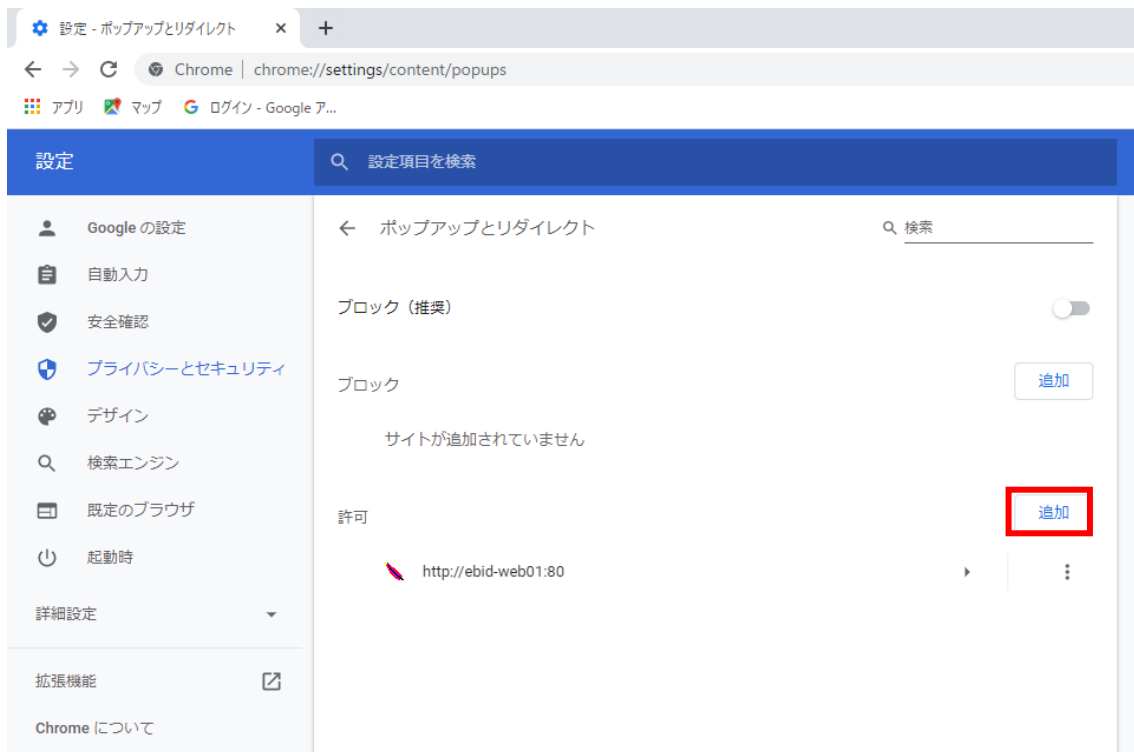 設定 - ポップアップとリダイレクト
Chrome | chrome://settings/content/popups
アプリ マップ G ログイン - Google ア...
設定
設定項目を検索
Google の設定
自動入力
安全確認
プライバシーとセキュリティ
デザイン
検索エンジン
既定のブラウザ
起動時
詳細設定
拡張機能
Chrome について
ポップアップとリダイレクト
検索
ブロック（推奨）
ブロック
追加
サイトが追加されていません
許可
追加
http://ebid-web01:80